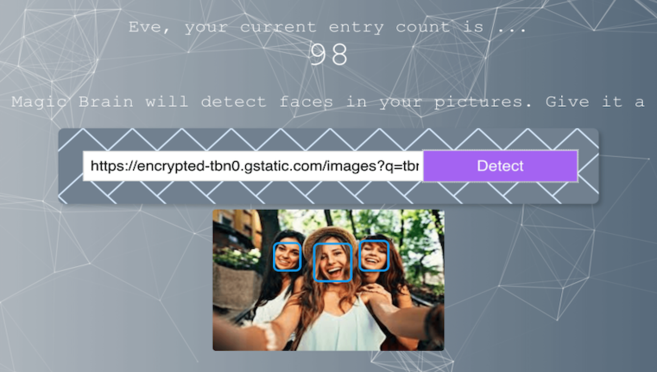 Eve, your current entry count is ...
98
Magic Brain will detect faces in your pictures. Give it a
https://encrypted-tbn0.gstatic.com/images?q=tbr Detect